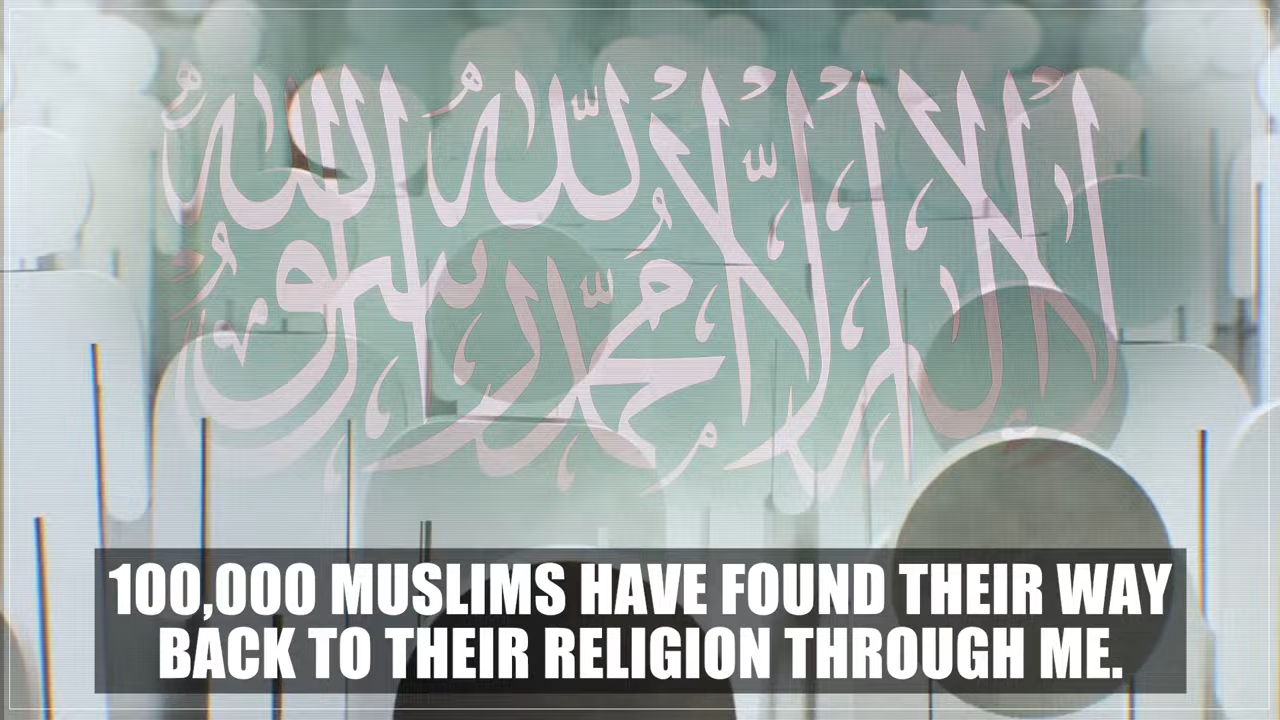 لا إله إلا الله محمد رسول الله
100,000 MUSLIMS HAVE FOUND THEIR WAY
BACK TO THEIR RELIGION THROUGH ME.